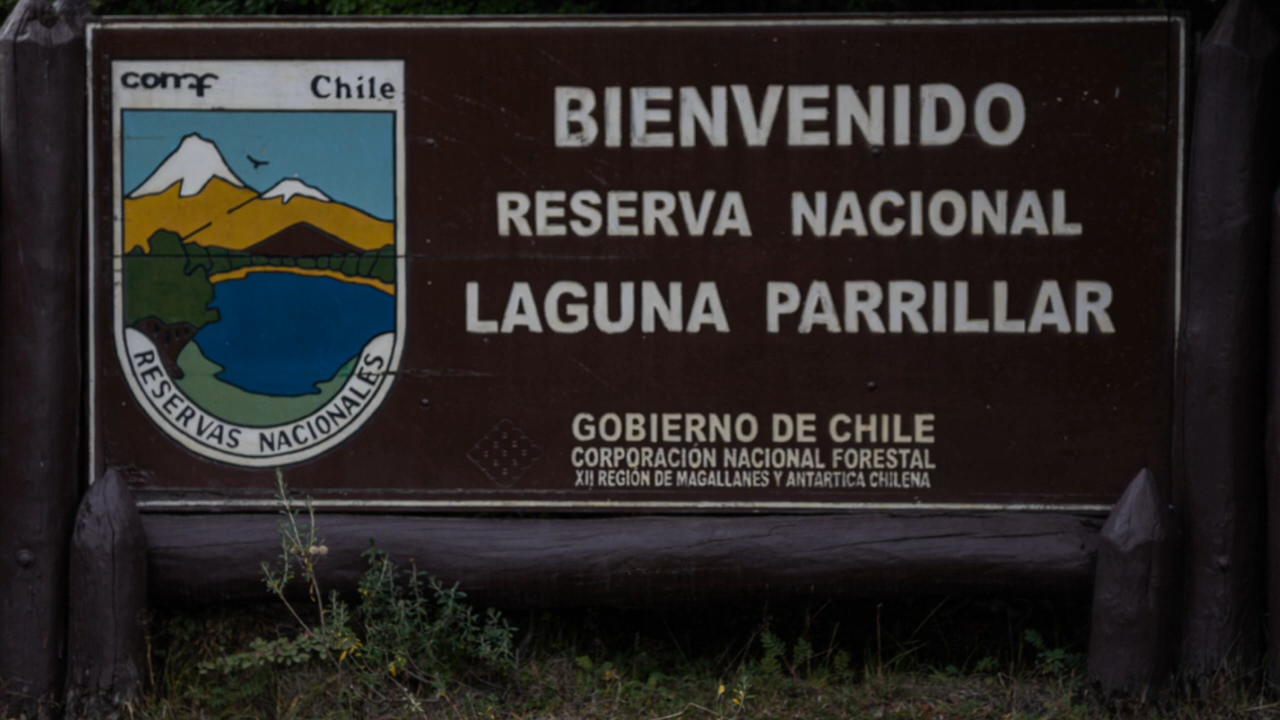 conaf Chile
RESERVAS NACIONALES
BIENVENIDO
RESERVA NACIONAL
LAGUNA PARRILLAR
GOBIERNO DE CHILE
CORPORACIÓN NACIONAL FORESTAL
XII REGIÓN DE MAGALLANES Y ANTARTICA CHILENA